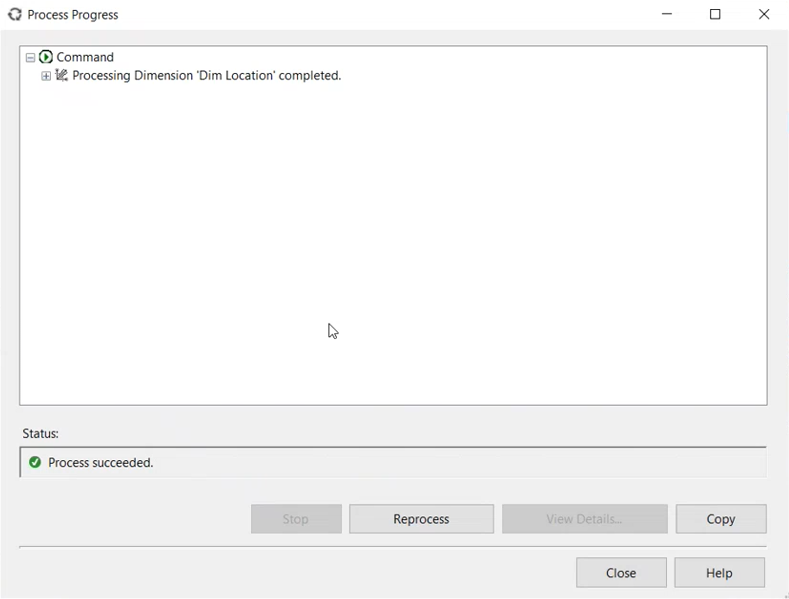 Process Progress
Command
Processing Dimension 'Dim Location' completed.
Status:
Process succeeded.
Stop
Reprocess
View Details...
Copy
Close
Help